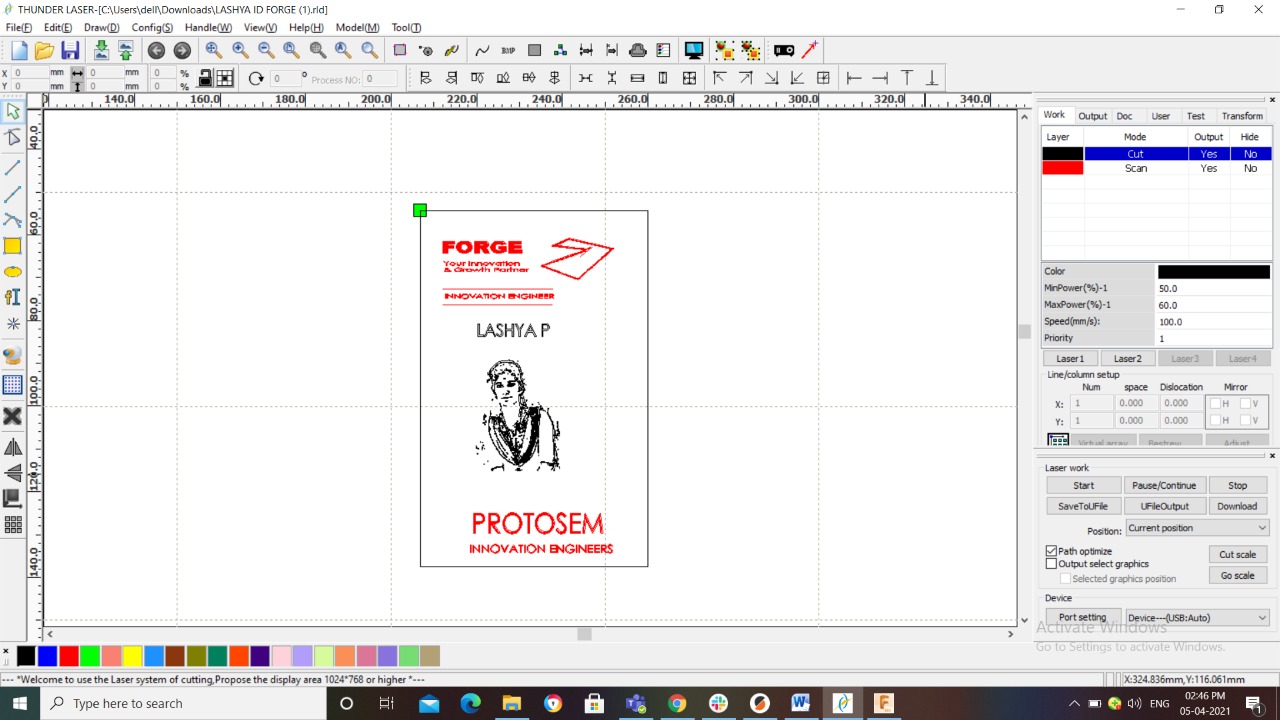 THUNDER LASER-[C:\Users\dell\Downloads\LASHYA ID FORGE (1).rld]
File(F) Edit(E) Draw(D) Config(S) Handle(W) View(V) Help(H) Model(M) Tool(T)
BMP
X 0 mm 0 mm 0 %
Y 0 mm 0 mm 0 %
0 ° Process NO: 0
140.0 160.0 180.0 200.0 220.0 240.0 260.0 280.0 300.0 320.0 340.0
40.0
60.0
80.0
100.0
120.0
140.0
FORGE
Your Innovation
& Growth Partner
INNOVATION ENGINEER
LASHYA P
PROTOSEM
INNOVATION ENGINEERS
Work Output Doc User Test Transform
Layer Mode Output Hide
Cut Yes No
Scan Yes No
Color
MinPower(%)-1 50.0
MaxPower(%)-1 60.0
Speed(mm/s): 100.0
Priority 1
Laser1 Laser2 Laser3 Laser4
Line/column setup
Num space Dislocation Mirror
X: 1 0.000 0.000 H V
Y: 1 0.000 0.000 H V
Virtual array Bestrew... Adjust
Laser work
Start Pause/Continue Stop
SaveToUFile UFileOutput Download
Position: Current position
Path optimize
Output select graphics
Selected graphics position
Cut scale
Go scale
Device
Port setting Device---(USB:Auto)
Activate Windows
Go to Settings to activate Windows.
--- *Welcome to use the Laser system of cutting,Propose the display area 1024*768 or higher *---
X:324.836mm,Y:116.061mm
Type here to search
ENG
02:46 PM
05-04-2021
1